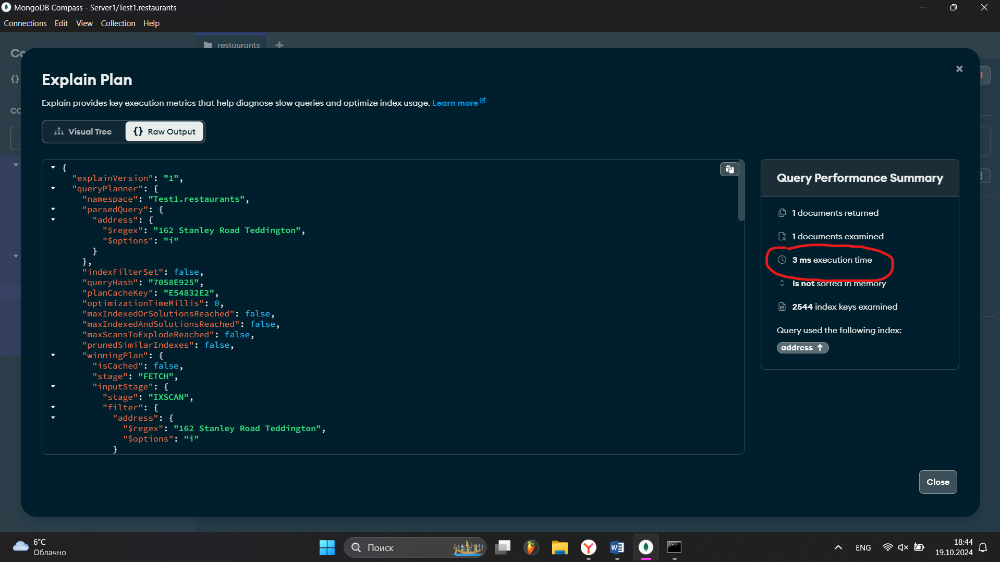 MongoDB Compass - Server1/Test1.restaurants
Connections Edit View Collection Help
restaurants
Explain Plan
Explain provides key execution metrics that help diagnose slow queries and optimize index usage. Learn more
Visual Tree
{} Raw Output
{
"explainVersion": "1",
"queryPlanner": {
"namespace": "Test1.restaurants",
"parsedQuery": {
"address": {
"$regex": "162 Stanley Road Teddington",
"$options": "i"
}
},
"indexFilterSet": false,
"queryHash": "7058E925",
"planCacheKey": "E54832E2",
"optimizationTimeMillis": 0,
"maxIndexedOrSolutionsReached": false,
"maxIndexedAndSolutionsReached": false,
"maxScansToExplodeReached": false,
"prunedSimilarIndexes": false,
"winningPlan": {
"isCached": false,
"stage": "FETCH",
"inputStage": {
"stage": "IXSCAN",
"filter": {
"address": {
"$regex": "162 Stanley Road Teddington",
"$options": "i"
}
Query Performance Summary
1 documents returned
1 documents examined
3 ms execution time
Is not sorted in memory
2544 index keys examined
Query used the following index:
address ↑
Close
6°C
Облачно
Поиск
ENG
18:44
19.10.2024